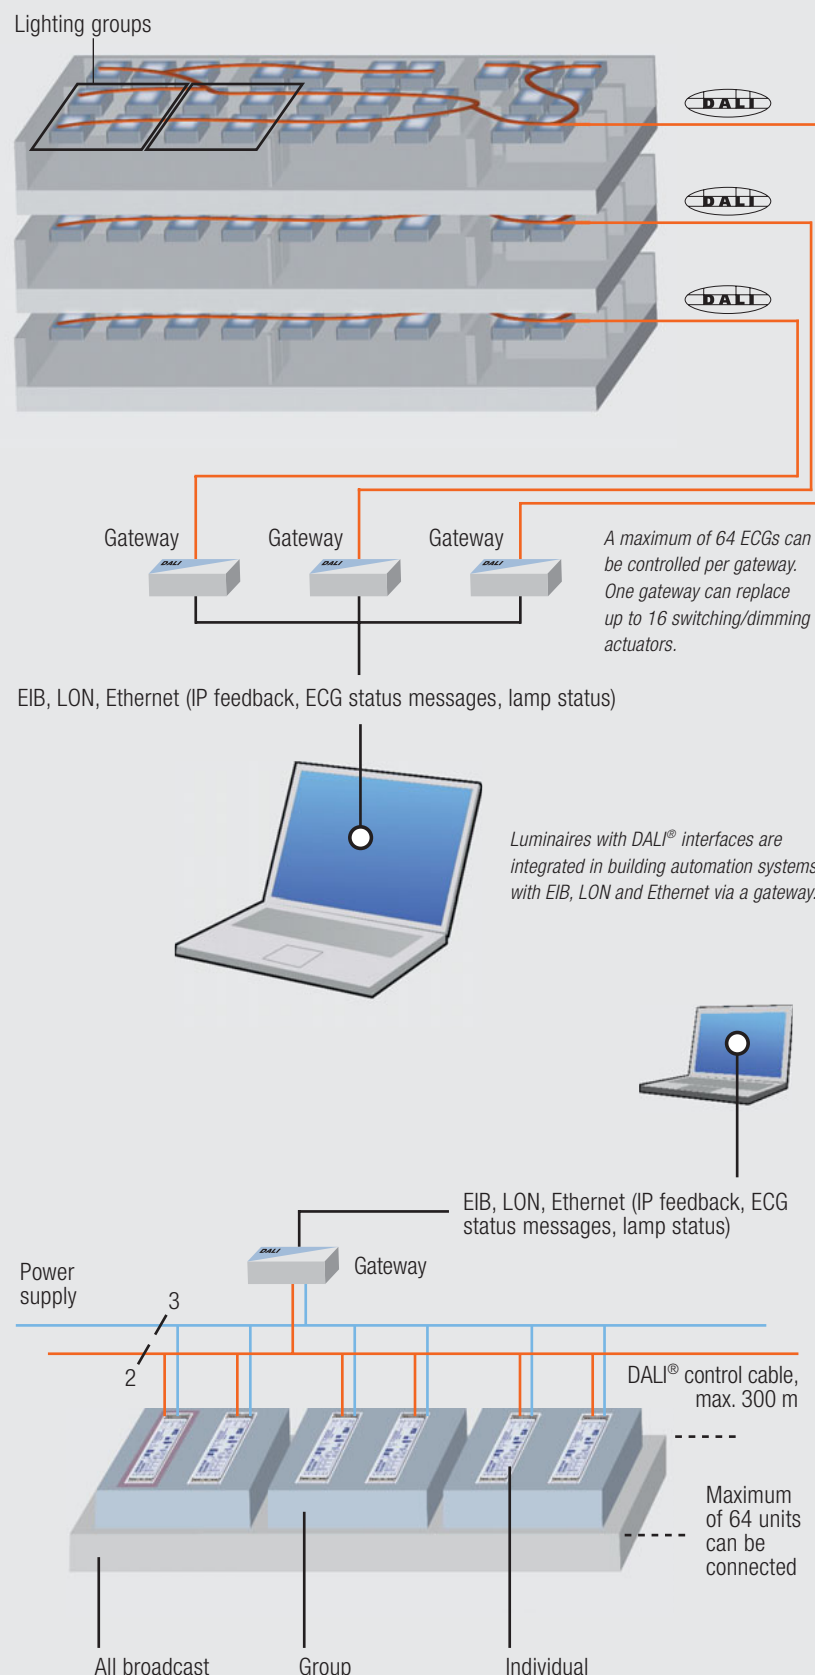 Lighting groups
DALI
DALI
DALI
Gateway
Gateway
Gateway
DALI
DALI
DALI
A maximum of 64 ECGs can
be controlled per gateway.
One gateway can replace
up to 16 switching/dimming
actuators.
EIB, LON, Ethernet (IP feedback, ECG status messages, lamp status)
Luminaires with DALI® interfaces are
integrated in building automation systems
with EIB, LON and Ethernet via a gateway.
EIB, LON, Ethernet (IP feedback, ECG
status messages, lamp status)
DALI
Gateway
Power
supply
3
2
DALI® control cable,
max. 300 m
Maximum
of 64 units
can be
connected
All broadcast
Group
Individual